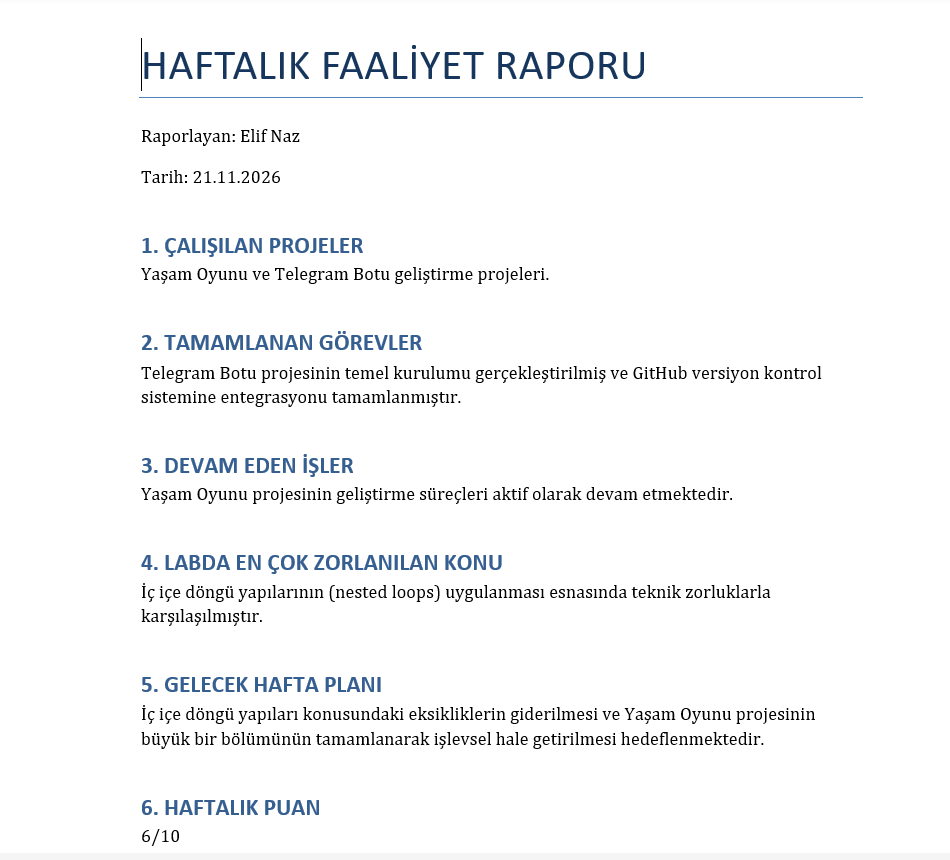 HAFTALIK FAALİYET RAPORU
Raporlayan: Elif Naz
Tarih: 21.11.2026
1. ÇALIŞILAN PROJELER
Yaşam Oyunu ve Telegram Botu geliştirme projeleri.
2. TAMAMLANAN GÖREVLER
Telegram Botu projesinin temel kurulumu gerçekleştirilmiş ve GitHub versiyon kontrol
sistemine entegrasyonu tamamlanmıştır.
3. DEVAM EDEN İŞLER
Yaşam Oyunu projesinin geliştirme süreçleri aktif olarak devam etmektedir.
4. LABDA EN ÇOK ZORLANILAN KONU
İç içe döngü yapılarının (nested loops) uygulanması esnasında teknik zorluklarla
karşılaşılmıştır.
5. GELECEK HAFTA PLANI
İç içe döngü yapıları konusundaki eksikliklerin giderilmesi ve Yaşam Oyunu projesinin
büyük bir bölümünün tamamlanarak işlevsel hale getirilmesi hedeflenmektedir.
6. HAFTALIK PUAN
6/10